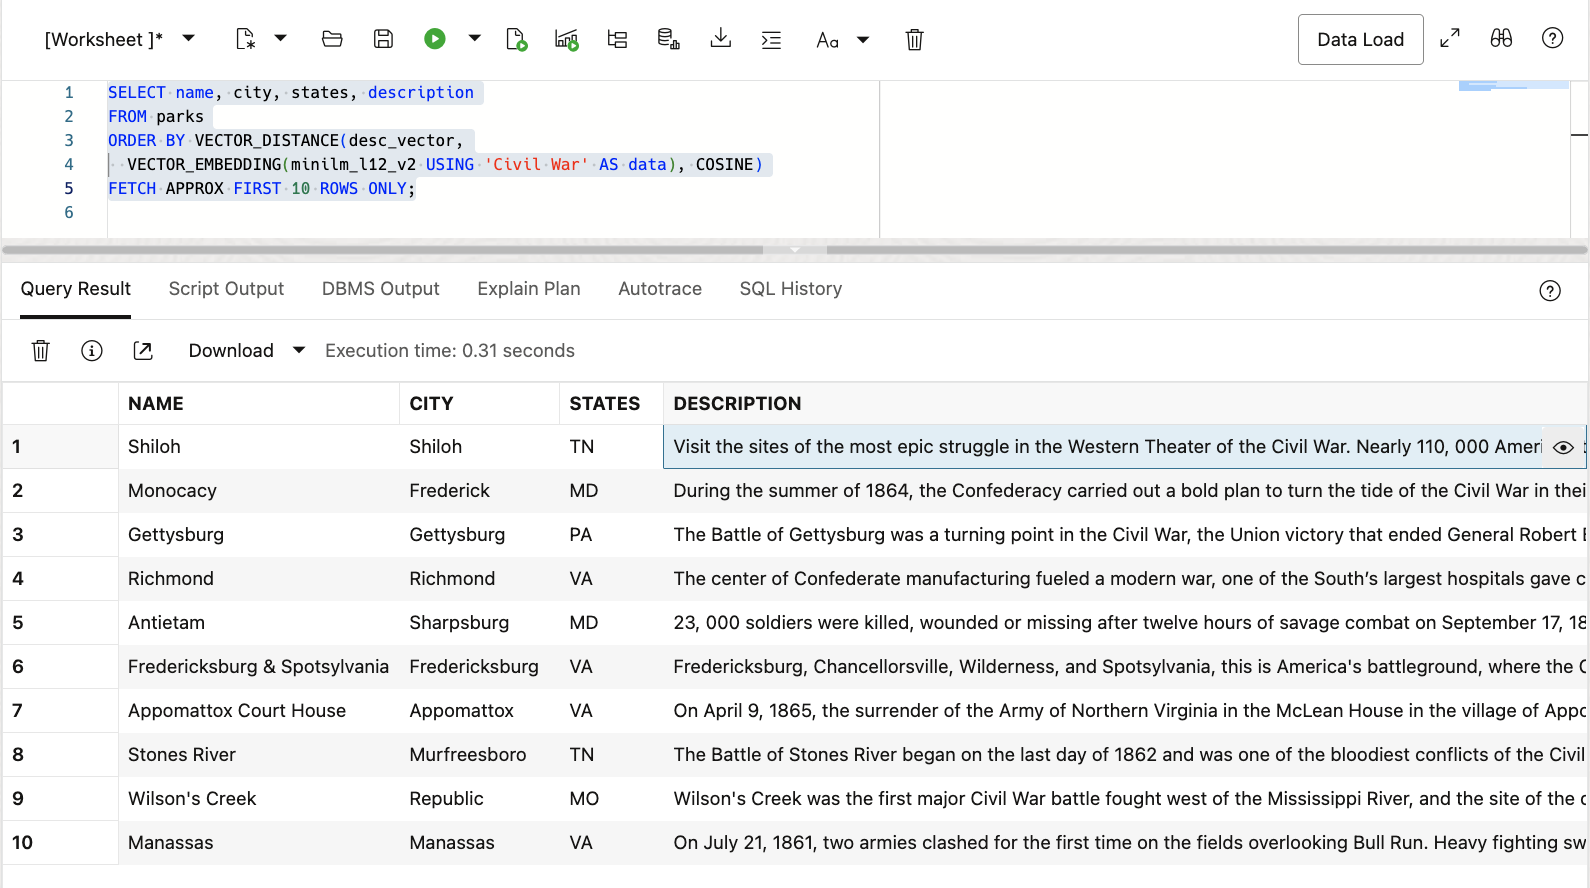 [Worksheet ]*
Aa
Data Load
1 SELECT name, city, states, description
2 FROM parks
3 ORDER BY VECTOR_DISTANCE(desc_vector,
4 VECTOR_EMBEDDING(minilm_l12_v2 USING 'Civil War' AS data), COSINE)
5 FETCH APPROX FIRST 10 ROWS ONLY;
6
Query Result Script Output DBMS Output Explain Plan Autotrace SQL History
Download Execution time: 0.31 seconds
NAME CITY STATES DESCRIPTION
1 Shiloh Shiloh TN Visit the sites of the most epic struggle in the Western Theater of the Civil War. Nearly 110, 000 Ameri
2 Monocacy Frederick MD During the summer of 1864, the Confederacy carried out a bold plan to turn the tide of the Civil War in thei
3 Gettysburg Gettysburg PA The Battle of Gettysburg was a turning point in the Civil War, the Union victory that ended General Robert
4 Richmond Richmond VA The center of Confederate manufacturing fueled a modern war, one of the South’s largest hospitals gave c
5 Antietam Sharpsburg MD 23, 000 soldiers were killed, wounded or missing after twelve hours of savage combat on September 17, 18
6 Fredericksburg & Spotsylvania Fredericksburg VA Fredericksburg, Chancellorsville, Wilderness, and Spotsylvania, this is America's battleground, where the
7 Appomattox Court House Appomattox VA On April 9, 1865, the surrender of the Army of Northern Virginia in the McLean House in the village of Appo
8 Stones River Murfreesboro TN The Battle of Stones River began on the last day of 1862 and was one of the bloodiest conflicts of the Civil
9 Wilson's Creek Republic MO Wilson's Creek was the first major Civil War battle fought west of the Mississippi River, and the site of the
10 Manassas Manassas VA On July 21, 1861, two armies clashed for the first time on the fields overlooking Bull Run. Heavy fighting sw